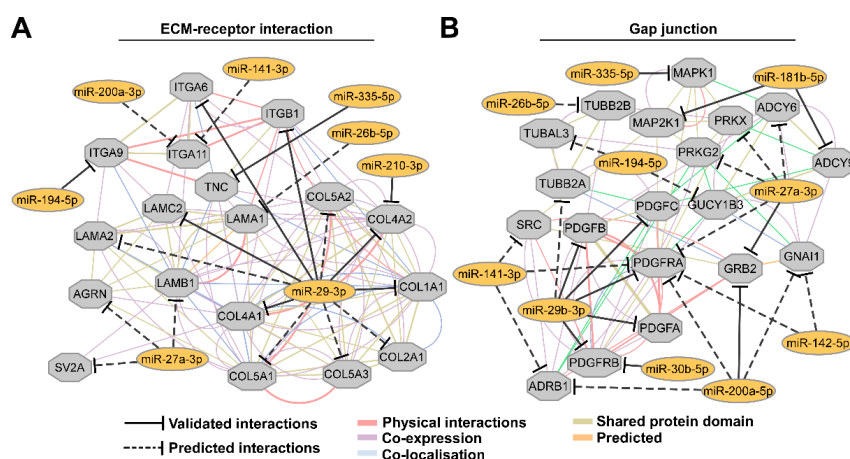 A
ECM-receptor interaction
miR-141-3p
miR-200a-3p
ITGA6
miR-335-5p
ITGB1
miR-26b-5p
ITGA9
ITGA11
miR-210-3p
TNC
miR-194-5p
COL5A2
LAMC2
LAMA1
COL4A2
LAMA2
AGRN
LAMB1
miR-29-3p
COL1A1
COL4A1
miR-27a-3p
SV2A
COL5A1
COL5A3
COL2A1
B
Gap junction
miR-335-5p
MAPK1
miR-181b-5p
miR-26b-5p
TUBB2B
ADCY6
TUBAL3
MAP2K1
PRKX
PRKG2
miR-194-5p
ADCY9
TUBB2A
miR-27a-3p
PDGFC
GUCY1B3
SRC
PDGFB
miR-141-3p
PDGFRA
GRB2
GNAI1
miR-29b-3p
PDGFA
miR-142-5p
PDGFRB
miR-30b-5p
ADRB1
miR-200a-5p
Validated interactions
Predicted interactions
Physical interactions
Co-expression
Co-localisation
Shared protein domain
Predicted